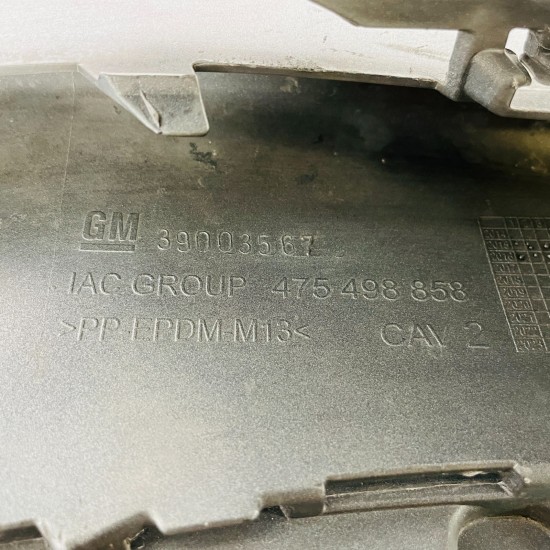 GM 39003567
IAC GROUP 475 498 858
>PP-EPDM-M13< CAV 2